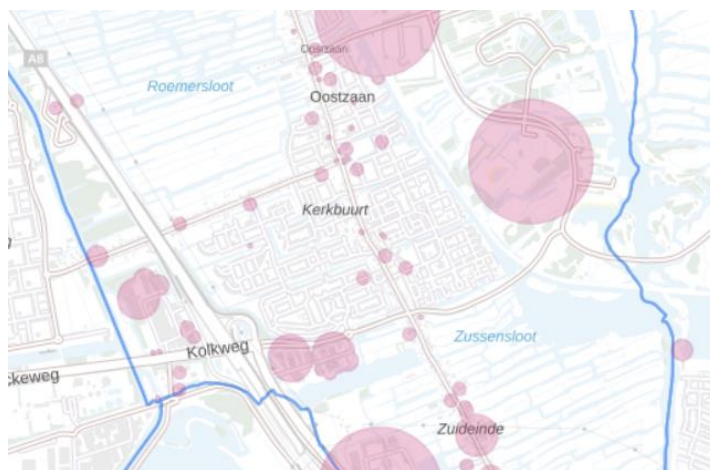 Oostzaan
A8
Roemersloot
Oostzaan
Kerkbuurt
Zussensloot
Kolkweg
ckeweg
Zuideinde